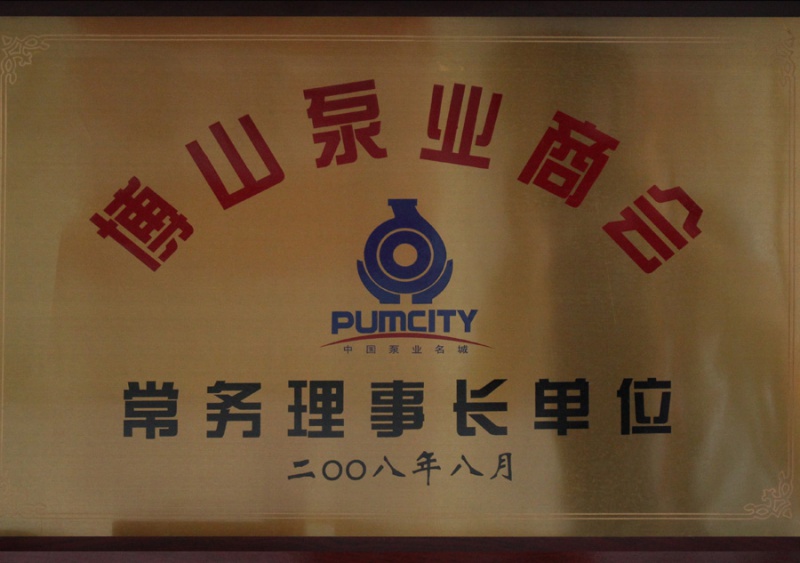 博山泵业商会
PUMCITY
中国泵业名城
常务理事长单位
二〇〇八年八月